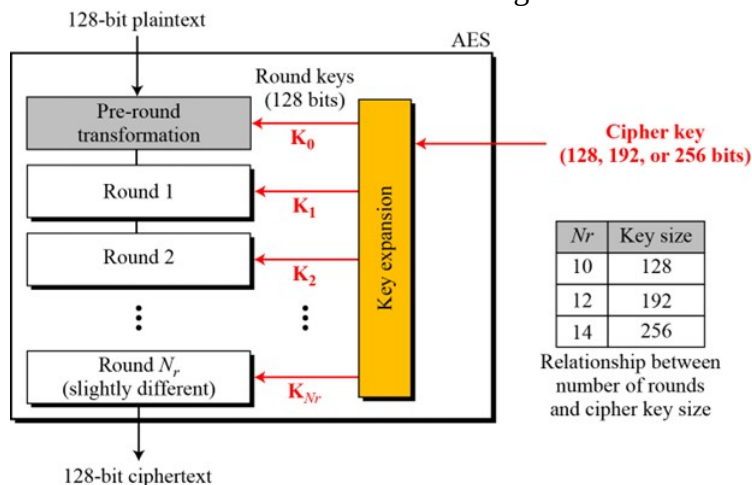 128-bit plaintext
AES
Round keys
(128 bits)
Pre-round
transformation
K0
Cipher key
(128, 192, or 256 bits)
Round 1
K1
Key expansion
Round 2
K2
Nr Key size
10 128
12 192
14 256
Relationship between
number of rounds
and cipher key size
Round Nr
(slightly different)
KNr
128-bit ciphertext